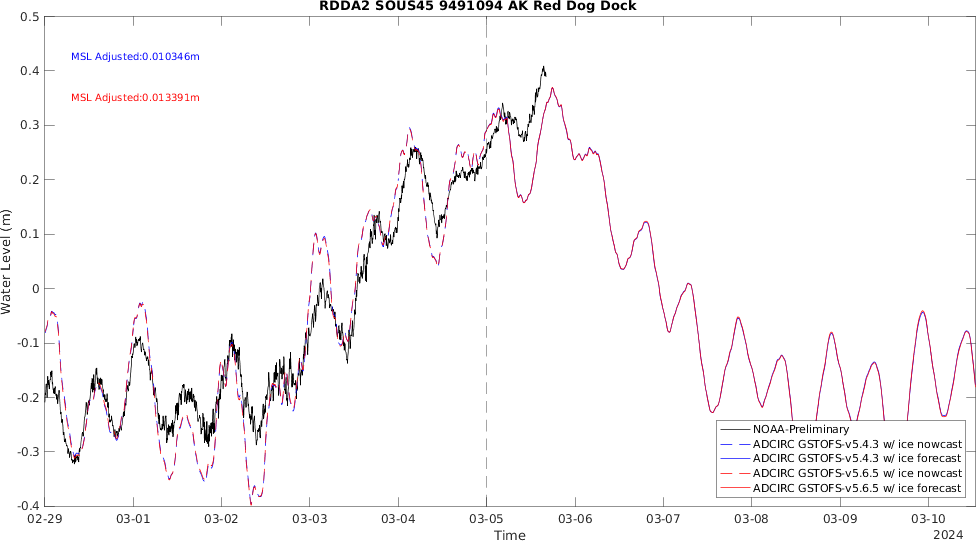 RDDA2 SOUS45 9491094 AK Red Dog Dock
0.5
0.4
0.3
0.2
0.1
0
-0.1
-0.2
-0.3
-0.4
Water Level (m)
MSL Adjusted:0.010346m
MSL Adjusted:0.013391m
NOAA-Preliminary
ADCIRC GSTOFS-v5.4.3 w/ ice nowcast
ADCIRC GSTOFS-v5.4.3 w/ ice forecast
ADCIRC GSTOFS-v5.6.5 w/ ice nowcast
ADCIRC GSTOFS-v5.6.5 w/ ice forecast
02-29 03-01 03-02 03-03 03-04 03-05 03-06 03-07 03-08 03-09 03-10
Time
2024